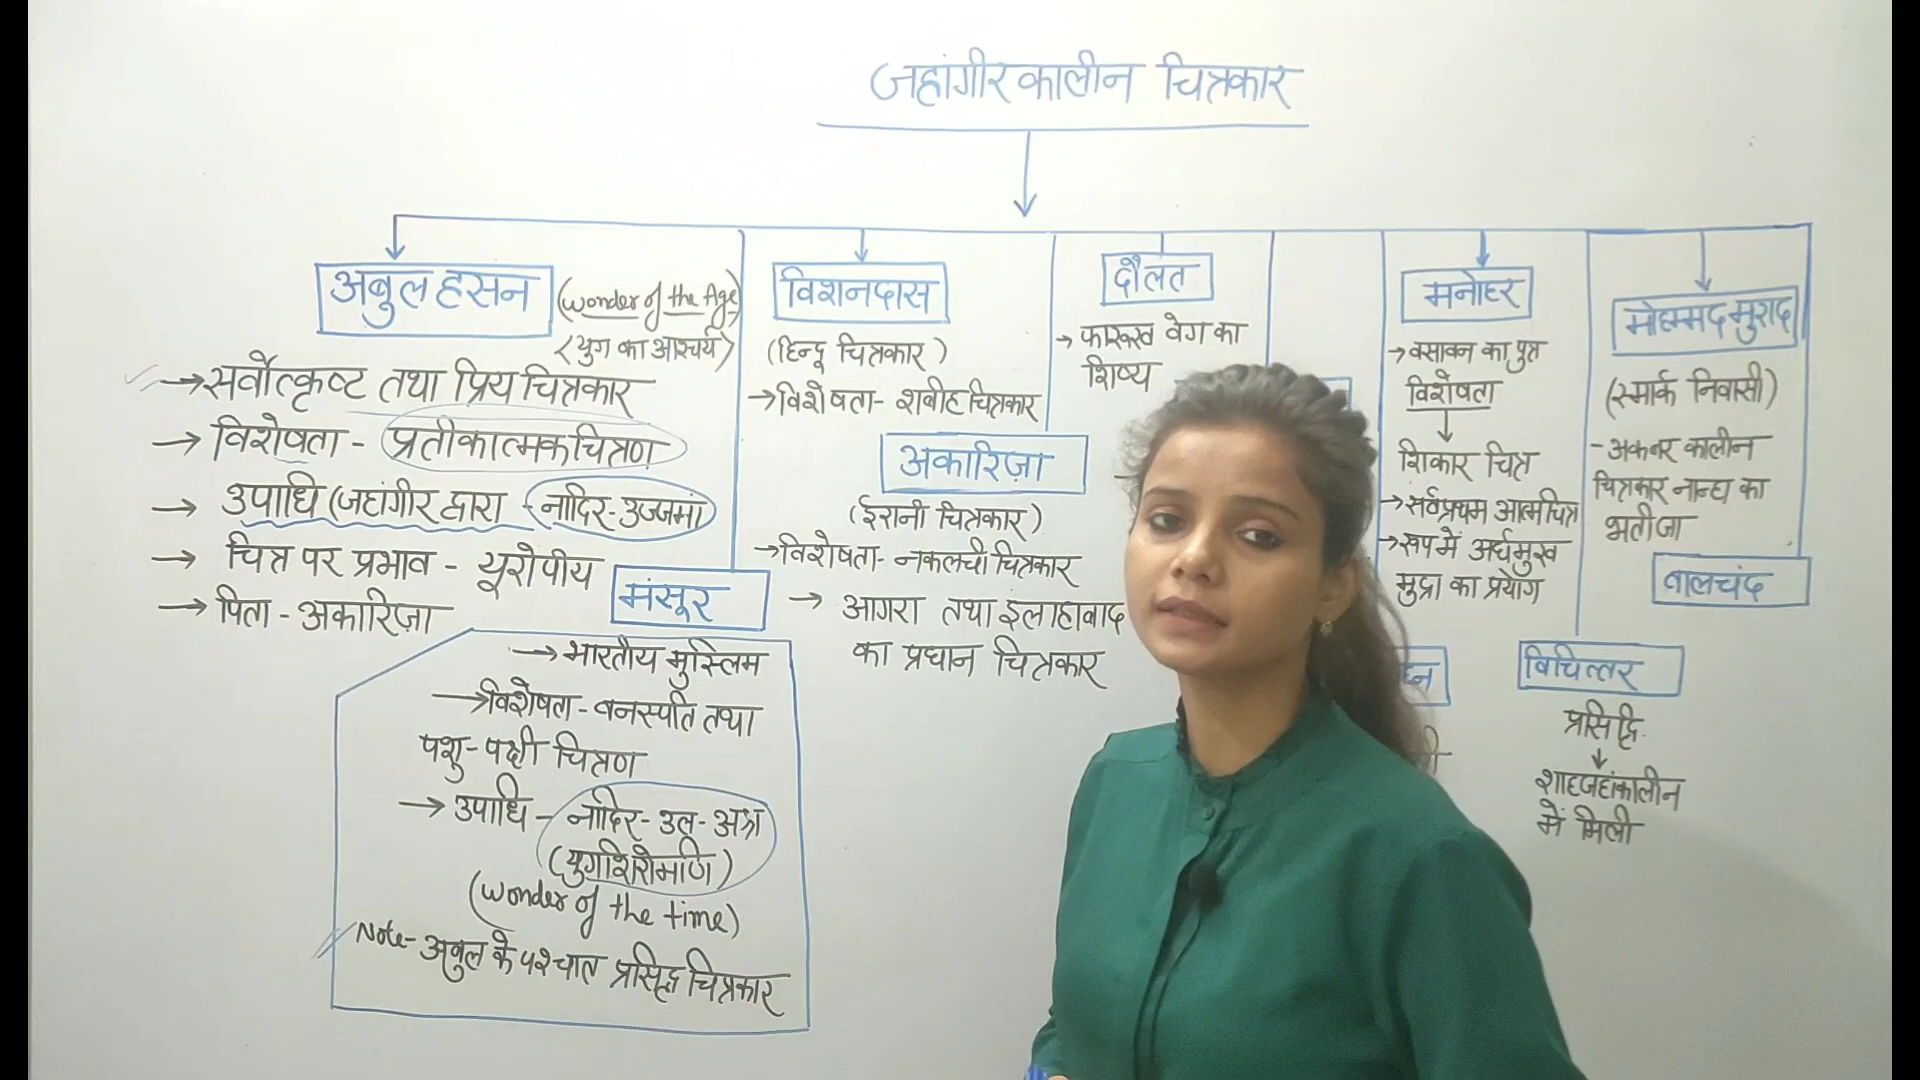 जहांगीरकालीन चित्रकार
अबुल हसन (wonder of the Age)
(युग का आश्चर्य)
→ सर्वोत्कृष्ट तथा प्रिय चित्रकार
→ विशेषता - प्रतीकात्मक चित्रण
→ उपाधि (जहांगीर द्वारा - नादिर-उज्जमां
→ चित्र पर प्रभाव - यूरोपीय
→ पिता - अकारिज़ा
मंसूर
→ भारतीय मुस्लिम
→ विशेषता - वनस्पति तथा
पशु - पक्षी चित्रण
→ उपाधि - नादिर-उल-अस्र
(युगशिरोमणि)
(wonder of the time)
Note- अबुल के पश्चात प्रसिद्ध चित्रकार
विशनदास
(हिन्दू चित्रकार)
→ विशेषता - शबीह चित्रकार
अकारिज़ा
(ईरानी चित्रकार)
→ विशेषता - नकलची चित्रकार
→ आगरा तथा इलाहाबाद
का प्रधान चित्रकार
दौलत
→ फारूख वेग का
शिष्य
मनोहर
→ वसावन का पुत्र
विशेषता
↓
शिकार चित्र
→ सर्वप्रथम आत्मचित्र
→ रूप में अर्धमुख
मुद्रा का प्रयोग
विचित्तर
प्रसिद्वि
↓
शाहजहांकालीन
में मिली
मोहम्मद मुराद
(स्मार्क निवासी)
- अकबर कालीन
चित्रकार नान्हा का
भतीजा
बालचंद